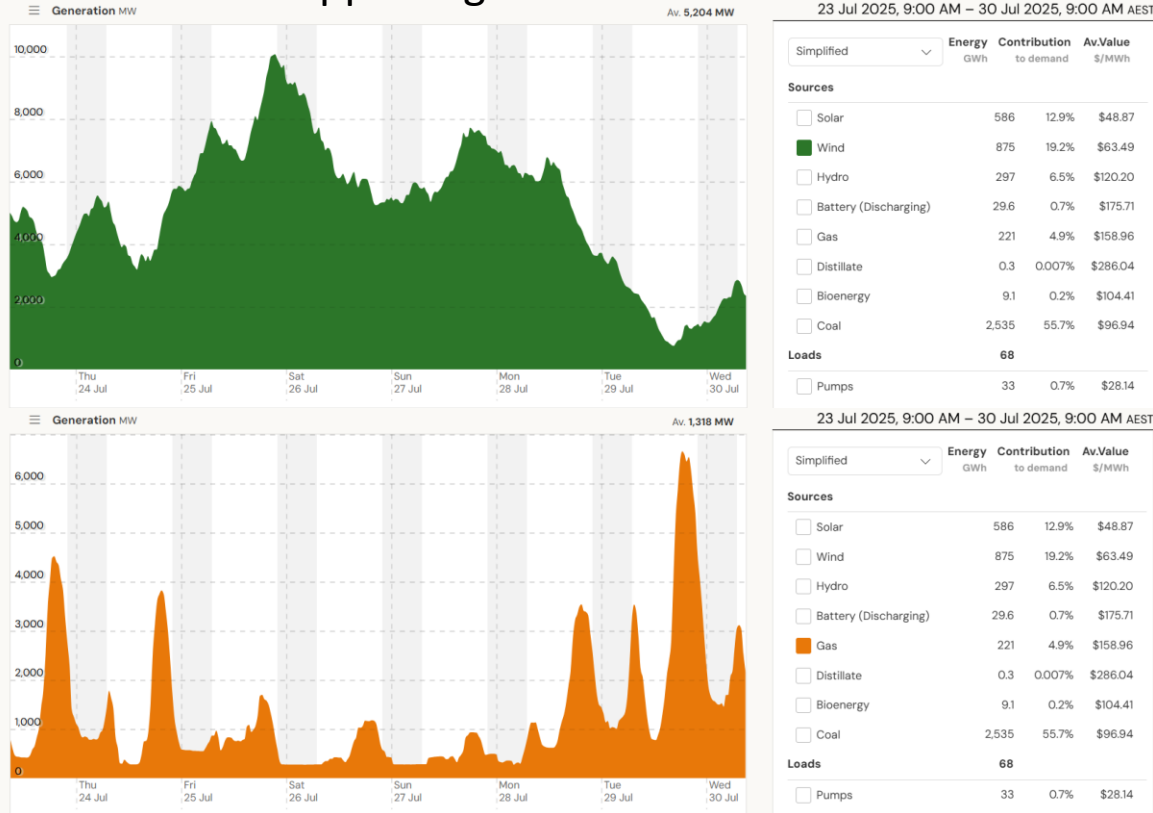 Generation MW
Av. 5,204 MW
10,000
8,000
6,000
4,000
2,000
0
Thu
24 Jul
Fri
25 Jul
Sat
26 Jul
Sun
27 Jul
Mon
28 Jul
Tue
29 Jul
Wed
30 Jul
23 Jul 2025, 9:00 AM – 30 Jul 2025, 9:00 AM AEST
Simplified
Energy Contribution Av.Value
GWh to demand $/MWh
Sources
Solar 586 12.9% $48.87
Wind 875 19.2% $63.49
Hydro 297 6.5% $120.20
Battery (Discharging) 29.6 0.7% $175.71
Gas 221 4.9% $158.96
Distillate 0.3 0.007% $286.04
Bioenergy 9.1 0.2% $104.41
Coal 2,535 55.7% $96.94
Loads 68
Pumps 33 0.7% $28.14
Generation MW
Av. 1,318 MW
6,000
5,000
4,000
3,000
2,000
1,000
0
Thu
24 Jul
Fri
25 Jul
Sat
26 Jul
Sun
27 Jul
Mon
28 Jul
Tue
29 Jul
Wed
30 Jul
23 Jul 2025, 9:00 AM – 30 Jul 2025, 9:00 AM AEST
Simplified
Energy Contribution Av.Value
GWh to demand $/MWh
Sources
Solar 586 12.9% $48.87
Wind 875 19.2% $63.49
Hydro 297 6.5% $120.20
Battery (Discharging) 29.6 0.7% $175.71
Gas 221 4.9% $158.96
Distillate 0.3 0.007% $286.04
Bioenergy 9.1 0.2% $104.41
Coal 2,535 55.7% $96.94
Loads 68
Pumps 33 0.7% $28.14